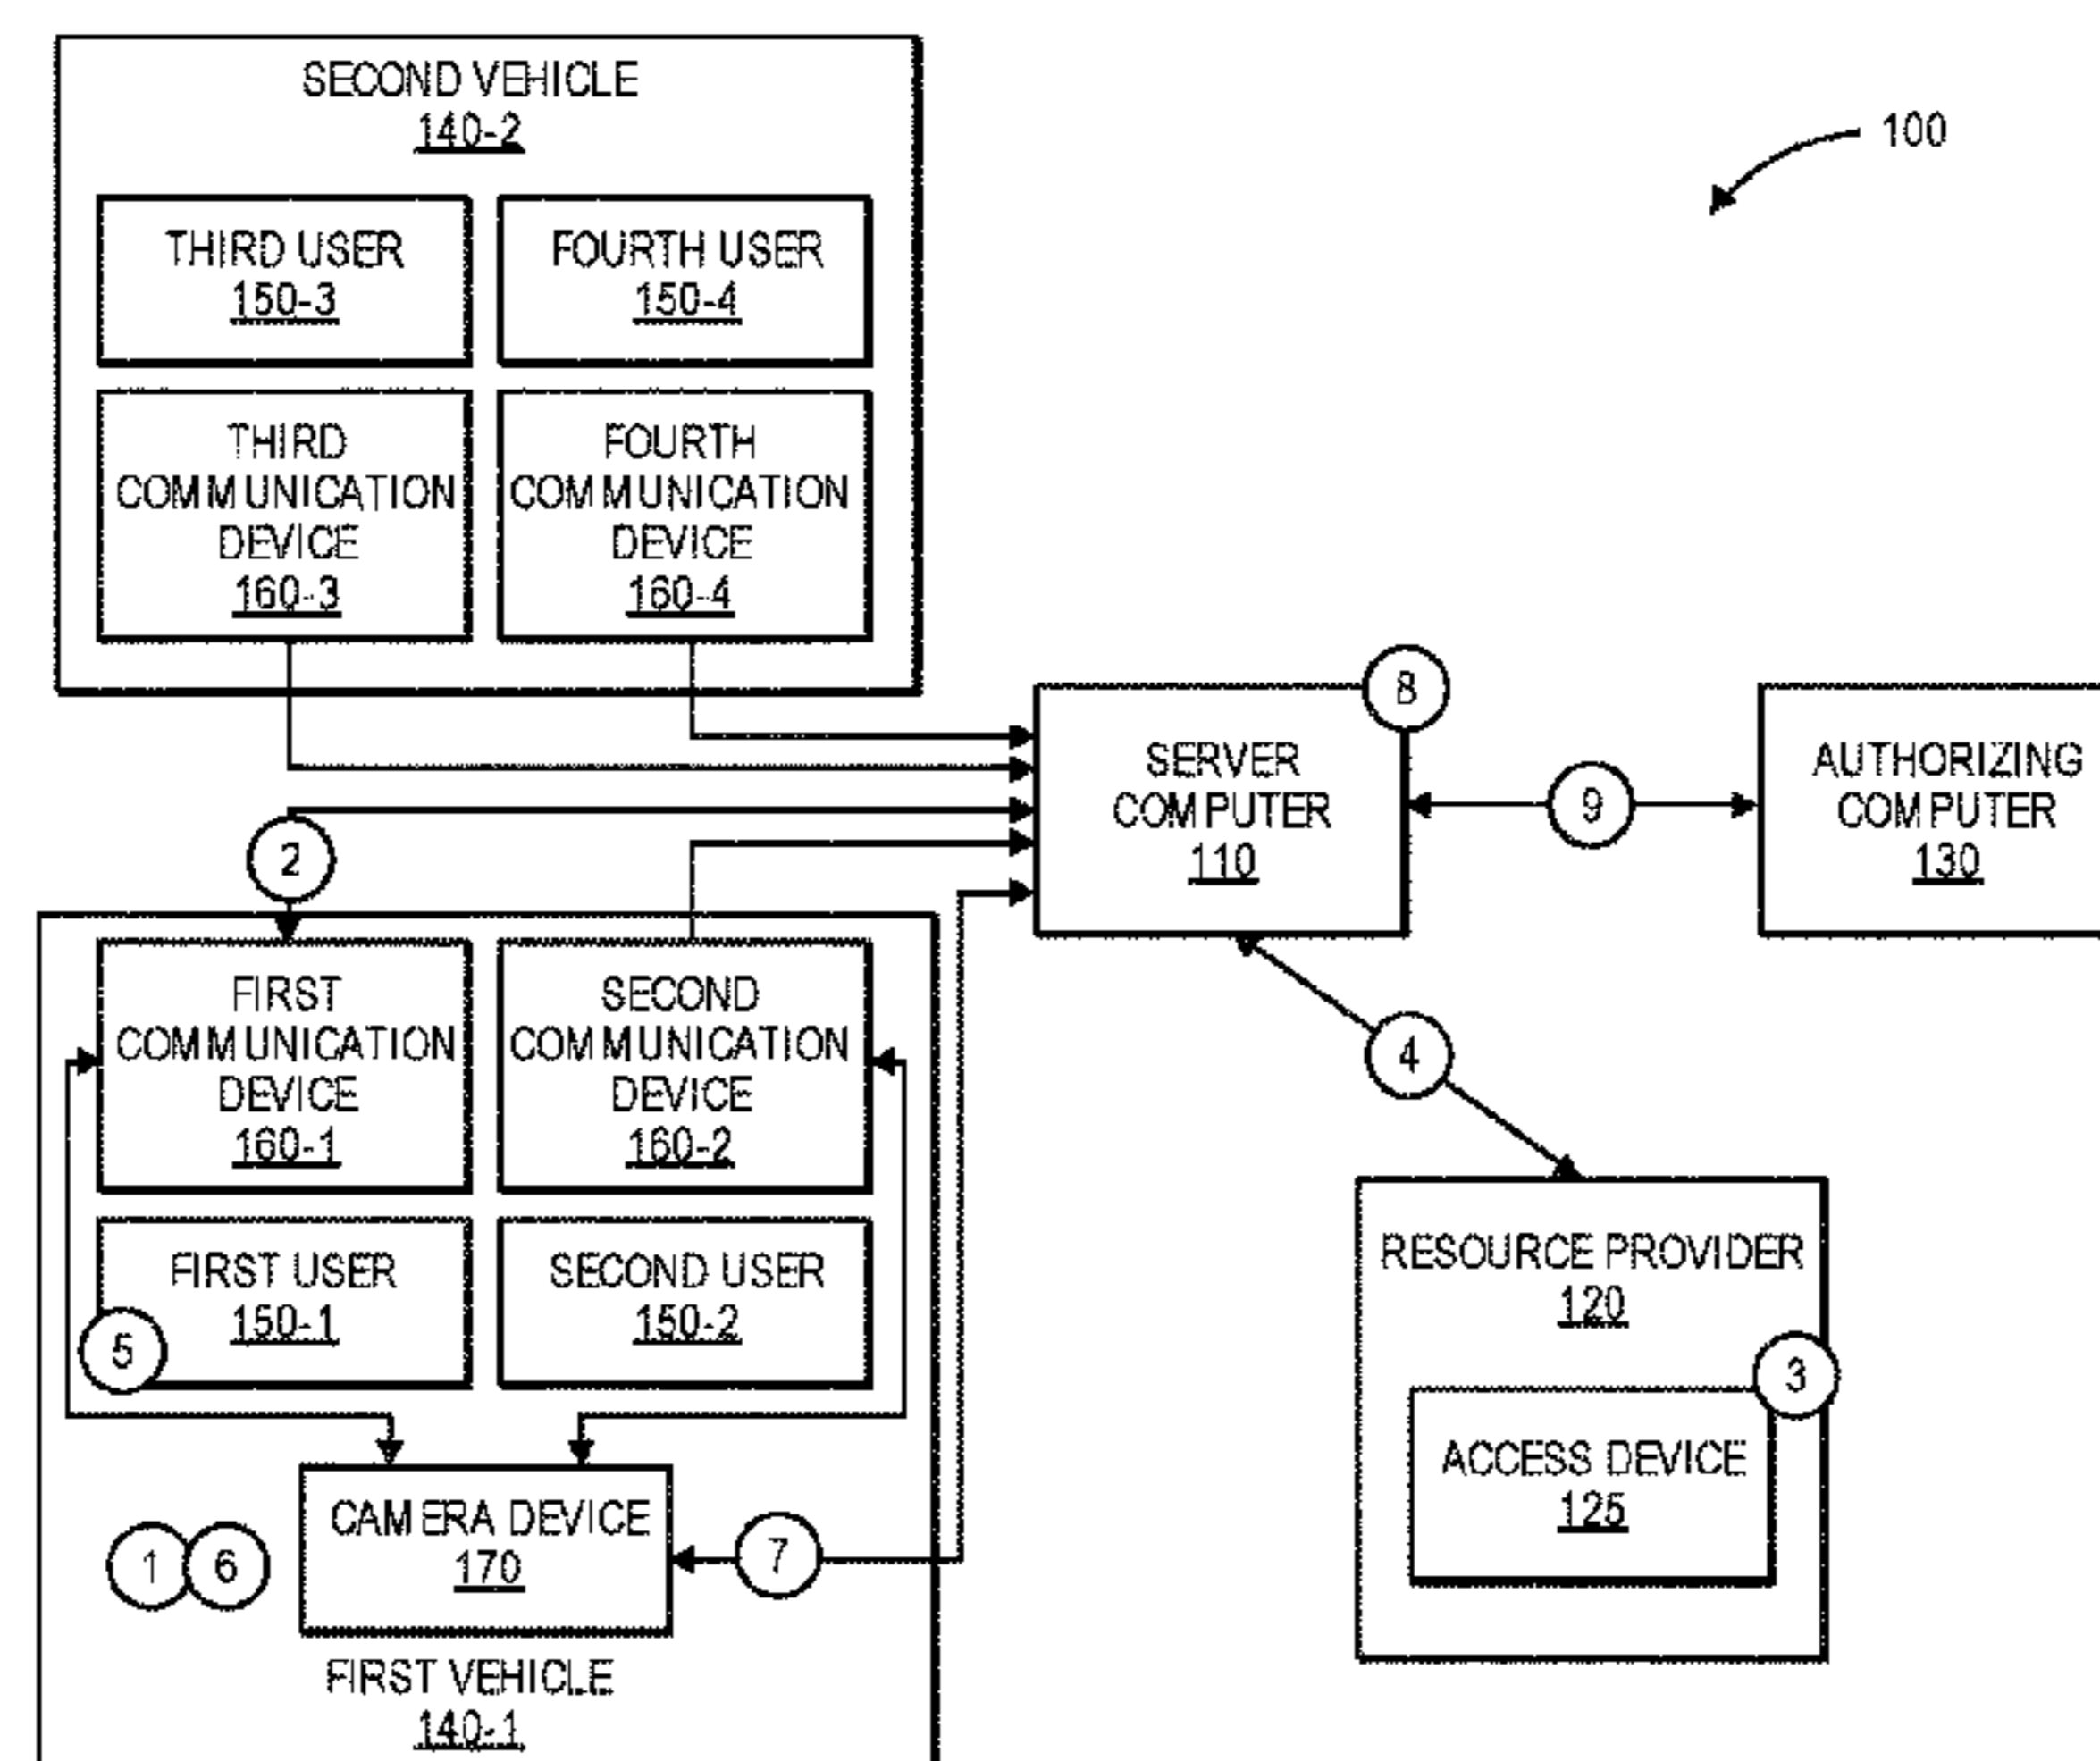 SECOND VEHICLE
140-2
100
THIRD USER
150-3
FOURTH USER
150-4
THIRD
COMMUNICATION
DEVICE
160-3
FOURTH
COMMUNICATION
DEVICE
160-4
8
SERVER
COMPUTER
110
9
AUTHORIZING
COMPUTER
130
2
FIRST
COMMUNICATION
DEVICE
160-1
SECOND
COMMUNICATION
DEVICE
160-2
4
FIRST USER
150-1
5
SECOND USER
150-2
RESOURCE PROVIDER
120
3
ACCESS DEVICE
125
1
6
CAMERA DEVICE
170
7
FIRST VEHICLE
140-1